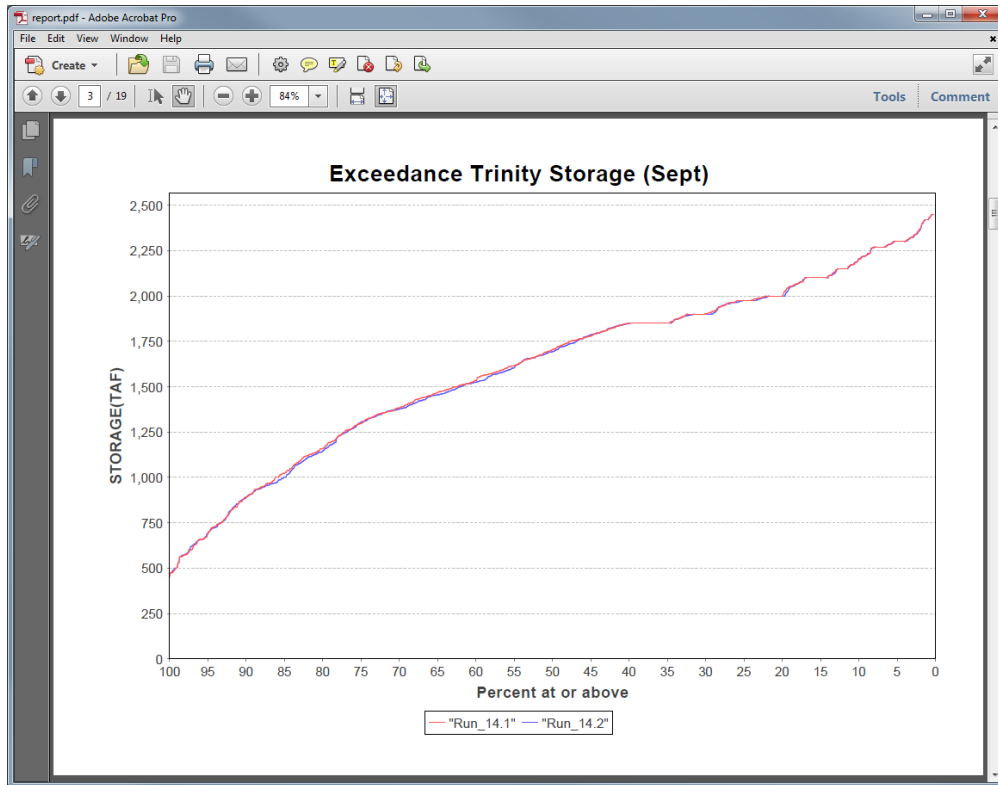 report.pdf - Adobe Acrobat Pro
File Edit View Window Help
Create
3 / 19 84% Tools Comment
Exceedance Trinity Storage (Sept)
STORAGE(TAF)
2,500
2,250
2,000
1,750
1,500
1,250
1,000
750
500
250
0
100 95 90 85 80 75 70 65 60 55 50 45 40 35 30 25 20 15 10 5 0
Percent at or above
"Run_14.1" "Run_14.2"